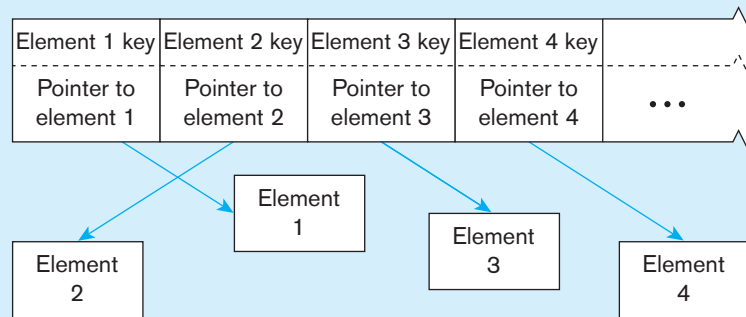 Element 1 key Element 2 key Element 3 key Element 4 key
Pointer to Pointer to Pointer to Pointer to
element 1 element 2 element 3 element 4 •••
Element
1
Element
3
Element
2
Element
4